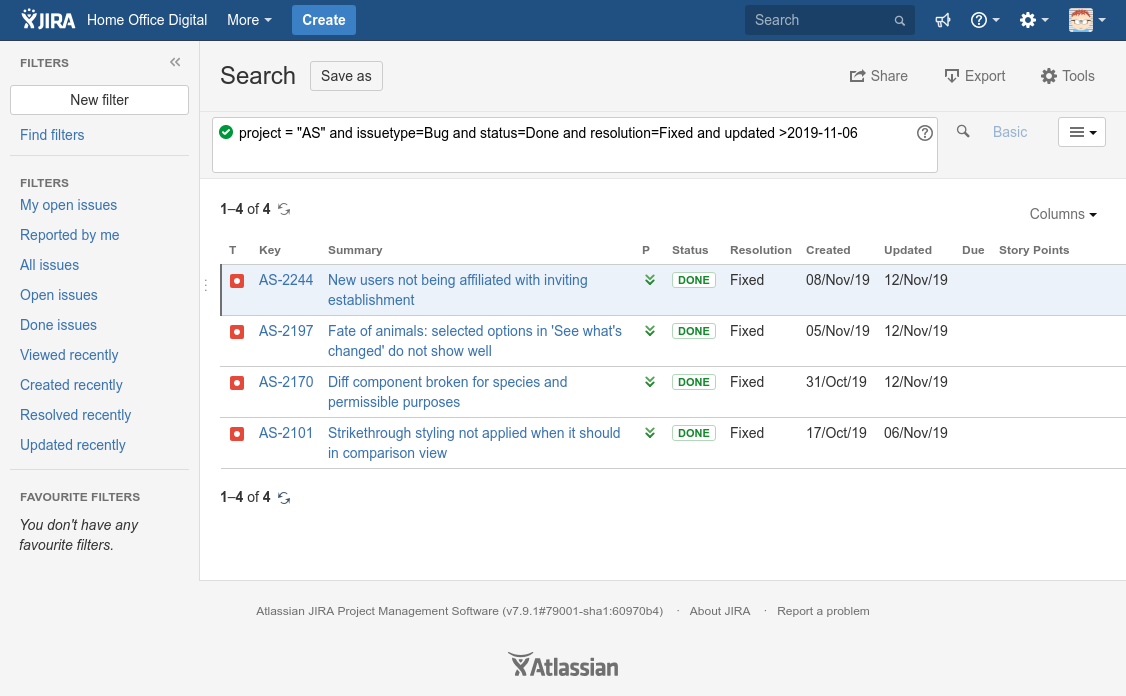 JIRA Home Office Digital More Create Search
FILTERS
New filter
Find filters
FILTERS
My open issues
Reported by me
All issues
Open issues
Done issues
Viewed recently
Created recently
Resolved recently
Updated recently
FAVOURITE FILTERS
You don't have any
favourite filters.
Search Save as Share Export Tools
project = "AS" and issuetype=Bug and status=Done and resolution=Fixed and updated >2019-11-06 Basic
1–4 of 4
Columns
T Key Summary P Status Resolution Created Updated Due Story Points
AS-2244 New users not being affiliated with inviting DONE Fixed 08/Nov/19 12/Nov/19
establishment
AS-2197 Fate of animals: selected options in 'See what's DONE Fixed 05/Nov/19 12/Nov/19
changed' do not show well
AS-2170 Diff component broken for species and DONE Fixed 31/Oct/19 12/Nov/19
permissible purposes
AS-2101 Strikethrough styling not applied when it should DONE Fixed 17/Oct/19 06/Nov/19
in comparison view
1–4 of 4
Atlassian JIRA Project Management Software (v7.9.1#79001-sha1:60970b4) · About JIRA · Report a problem
Atlassian